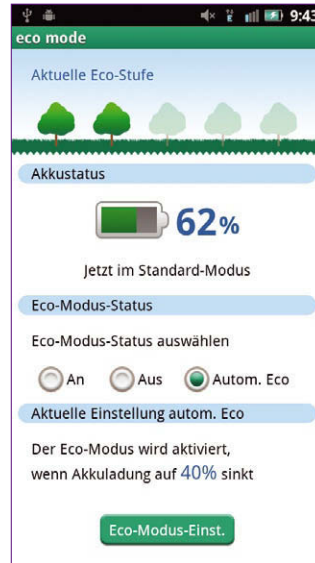 9:43
eco mode
Aktuelle Eco-Stufe
Akkustatus
62%
Jetzt im Standard-Modus
Eco-Modus-Status
Eco-Modus-Status auswählen
An Aus Autom. Eco
Aktuelle Einstellung autom. Eco
Der Eco-Modus wird aktiviert,
wenn Akkuladung auf 40% sinkt
Eco-Modus-Einst.